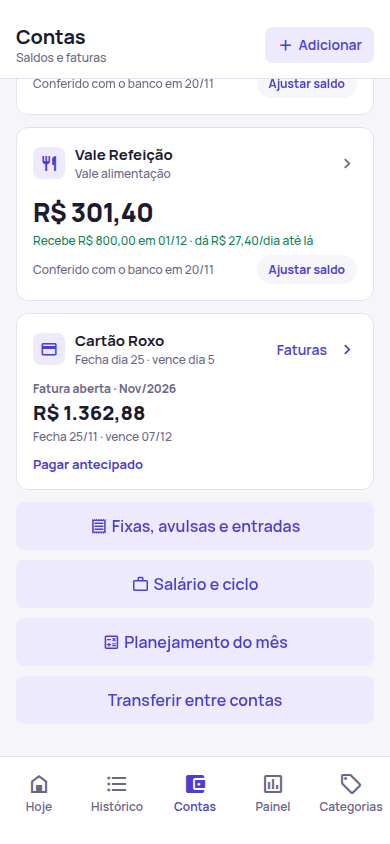 Contas
Saldos e faturas
Adicionar
Conferido com o banco em 20/11
Ajustar saldo
Vale Refeição
Vale alimentação
R$ 301,40
Recebe R$ 800,00 em 01/12 · dá R$ 27,40/dia até lá
Conferido com o banco em 20/11
Ajustar saldo
Cartão Roxo
Fecha dia 25 · vence dia 5
Faturas
Fatura aberta · Nov/2026
R$ 1.362,88
Fecha 25/11 · vence 07/12
Pagar antecipado
Fixas, avulsas e entradas
Salário e ciclo
Planejamento do mês
Transferir entre contas
Hoje
Histórico
Contas
Painel
Categorias